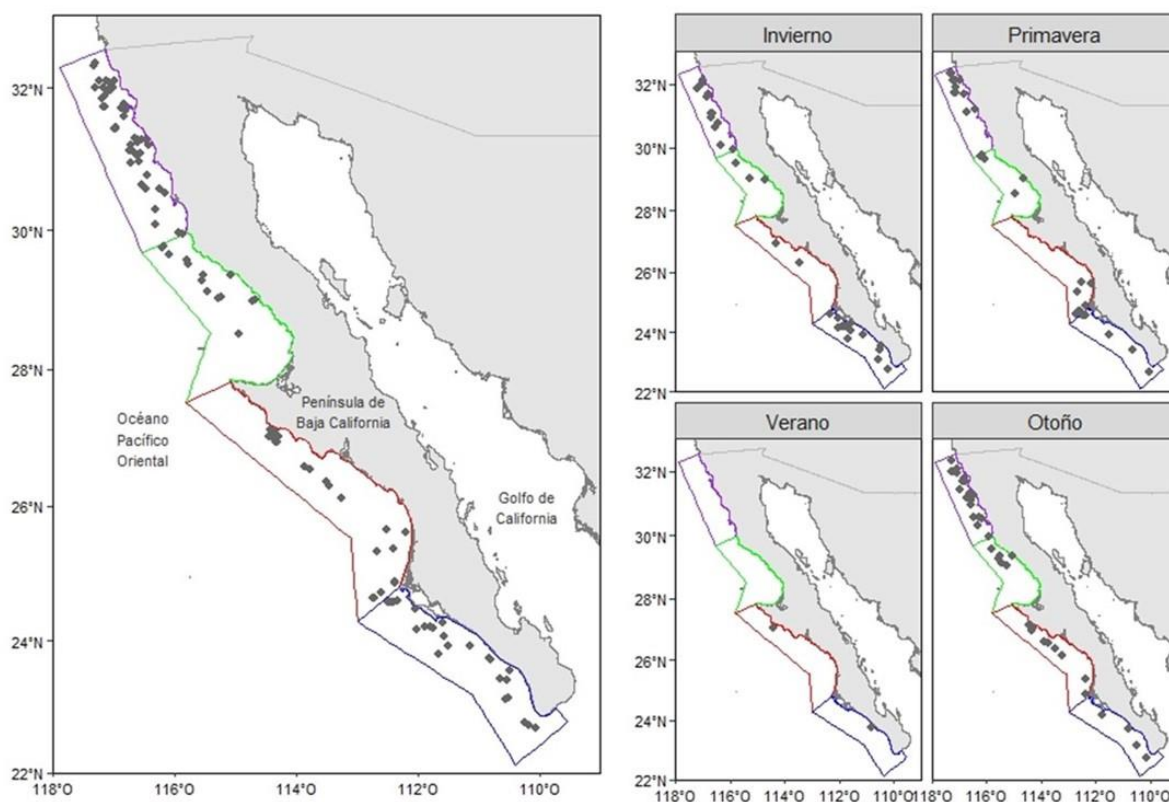 Invierno
Primavera
32°N
30°N
28°N
26°N
24°N
22°N
Océano
Pacífico
Oriental
Península de
Baja California
Golfo de
California
118°O
116°O
114°O
112°O
110°O
32°N
30°N
28°N
26°N
24°N
22°N
Verano
Otoño
32°N
30°N
28°N
26°N
24°N
22°N
118°O
116°O
114°O
112°O
110°O
118°O
116°O
114°O
112°O
110°O